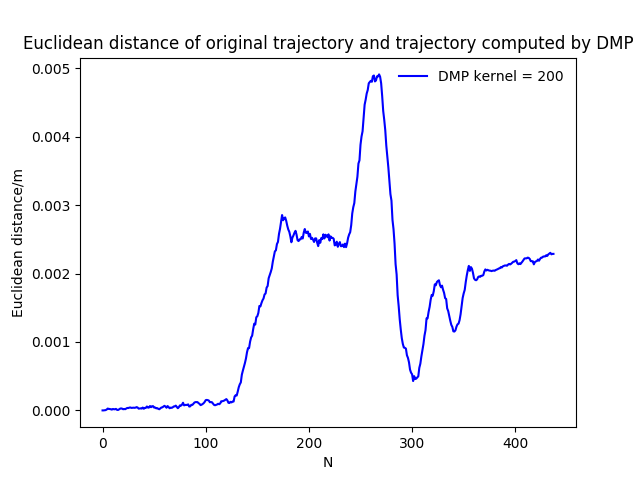 Euclidean distance of original trajectory and trajectory computed by DMP
DMP kernel = 200
0.005
0.004
0.003
0.002
0.001
0.000
Euclidean distance/m
0 100 200 300 400
N